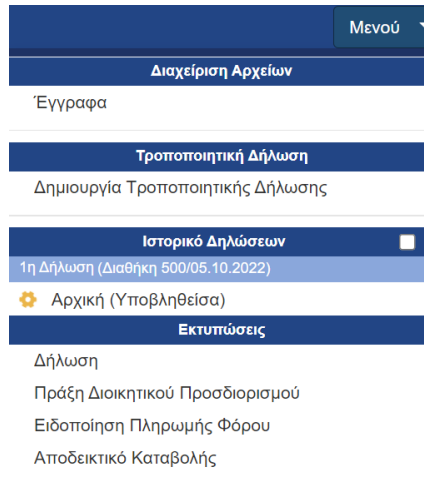 Μενού
Διαχείριση Αρχείων
Έγγραφα
Τροποποιητική Δήλωση
Δημιουργία Τροποποιητικής Δήλωσης
Ιστορικό Δηλώσεων
1η Δήλωση (Διαθήκη 500/05.10.2022)
Αρχική (Υποβληθείσα)
Εκτυπώσεις
Δήλωση
Πράξη Διοικητικού Προσδιορισμού
Ειδοποίηση Πληρωμής Φόρου
Αποδεικτικό Καταβολής